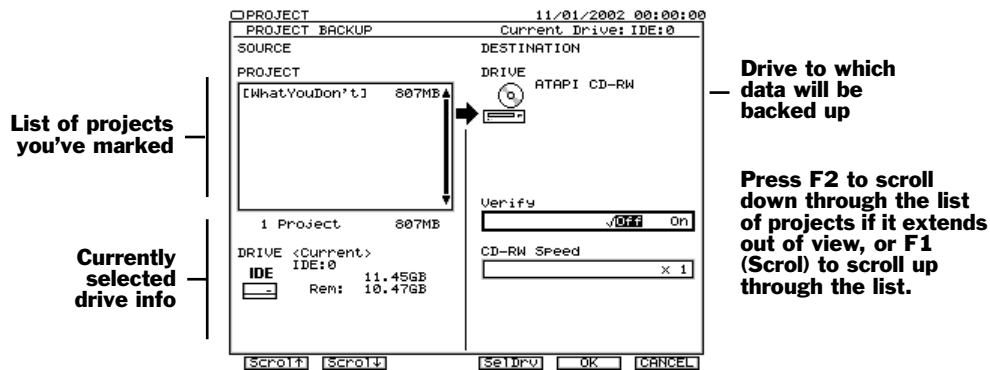 PROJECT 11/01/2002 00:00:00
PROJECT BACKUP Current Drive: IDE:0
SOURCE
PROJECT
[WhatYouDon't] 807MB
1 Project 807MB
DRIVE <Current>
IDE:0
IDE
11.45GB
Rem: 10.47GB
DESTINATION
DRIVE
ATAPI CD-RW
Verify
√Off On
CD-RW Speed
x 1
Scrol↑ Scrol↓ SelDrv OK CANCEL
List of projects
you've marked
Currently
selected
drive info
Drive to which
data will be
backed up
Press F2 to scroll
down through the list
of projects if it extends
out of view, or F1
(Scrol) to scroll up
through the list.